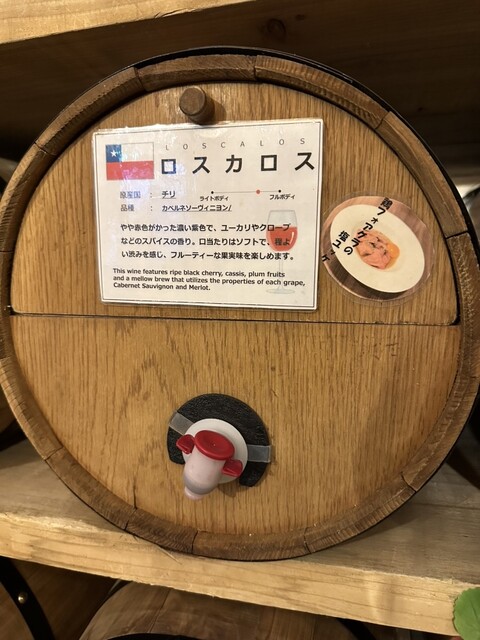 LOSCALOS
ロスカロス
原産国 : チリ
ライトボディ フルボディ
品種 : カベルネソーヴィニヨン/
やや赤色がかった濃い紫色で、ユーカリやクローブ
などのスパイスの香り。口当たりはソフトで、程よ
い渋みを感じ、フルーティーな果実味を楽しめます。
This wine features ripe black cherry, cassis, plum fruits
and a mellow brew that utilizes the properties of each grape,
Cabernet Sauvignon and Merlot.
フォアグラの